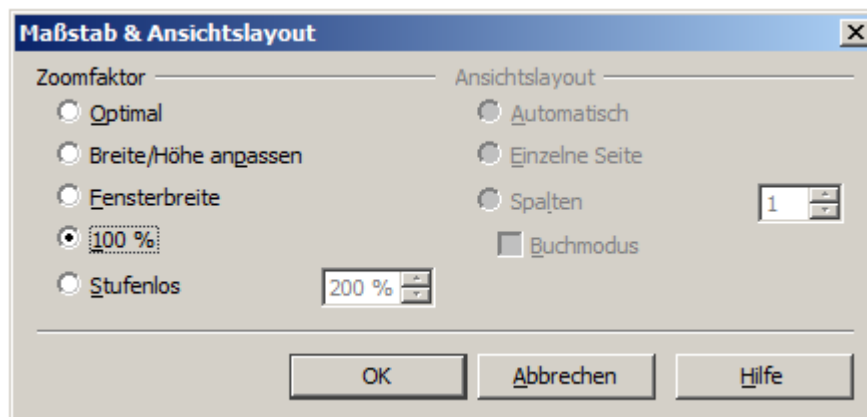 Maßstab & Ansichtslayout
Zoomfaktor
Optimal
Breite/Höhe anpassen
Fensterbreite
100 %
Stufenlos
200 %
Ansichtslayout
Automatisch
Einzelne Seite
Spalten
1
Buchmodus
OK
Abbrechen
Hilfe